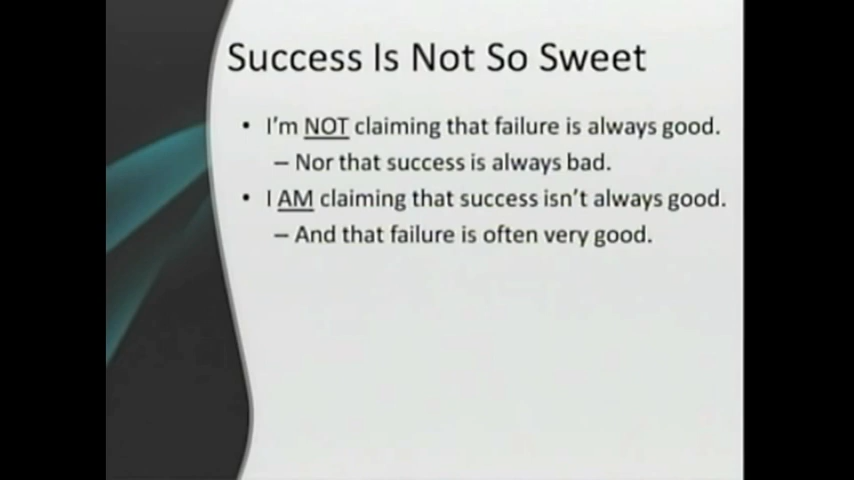 Success Is Not So Sweet
• I'm NOT claiming that failure is always good.
– Nor that success is always bad.
• I AM claiming that success isn't always good.
– And that failure is often very good.